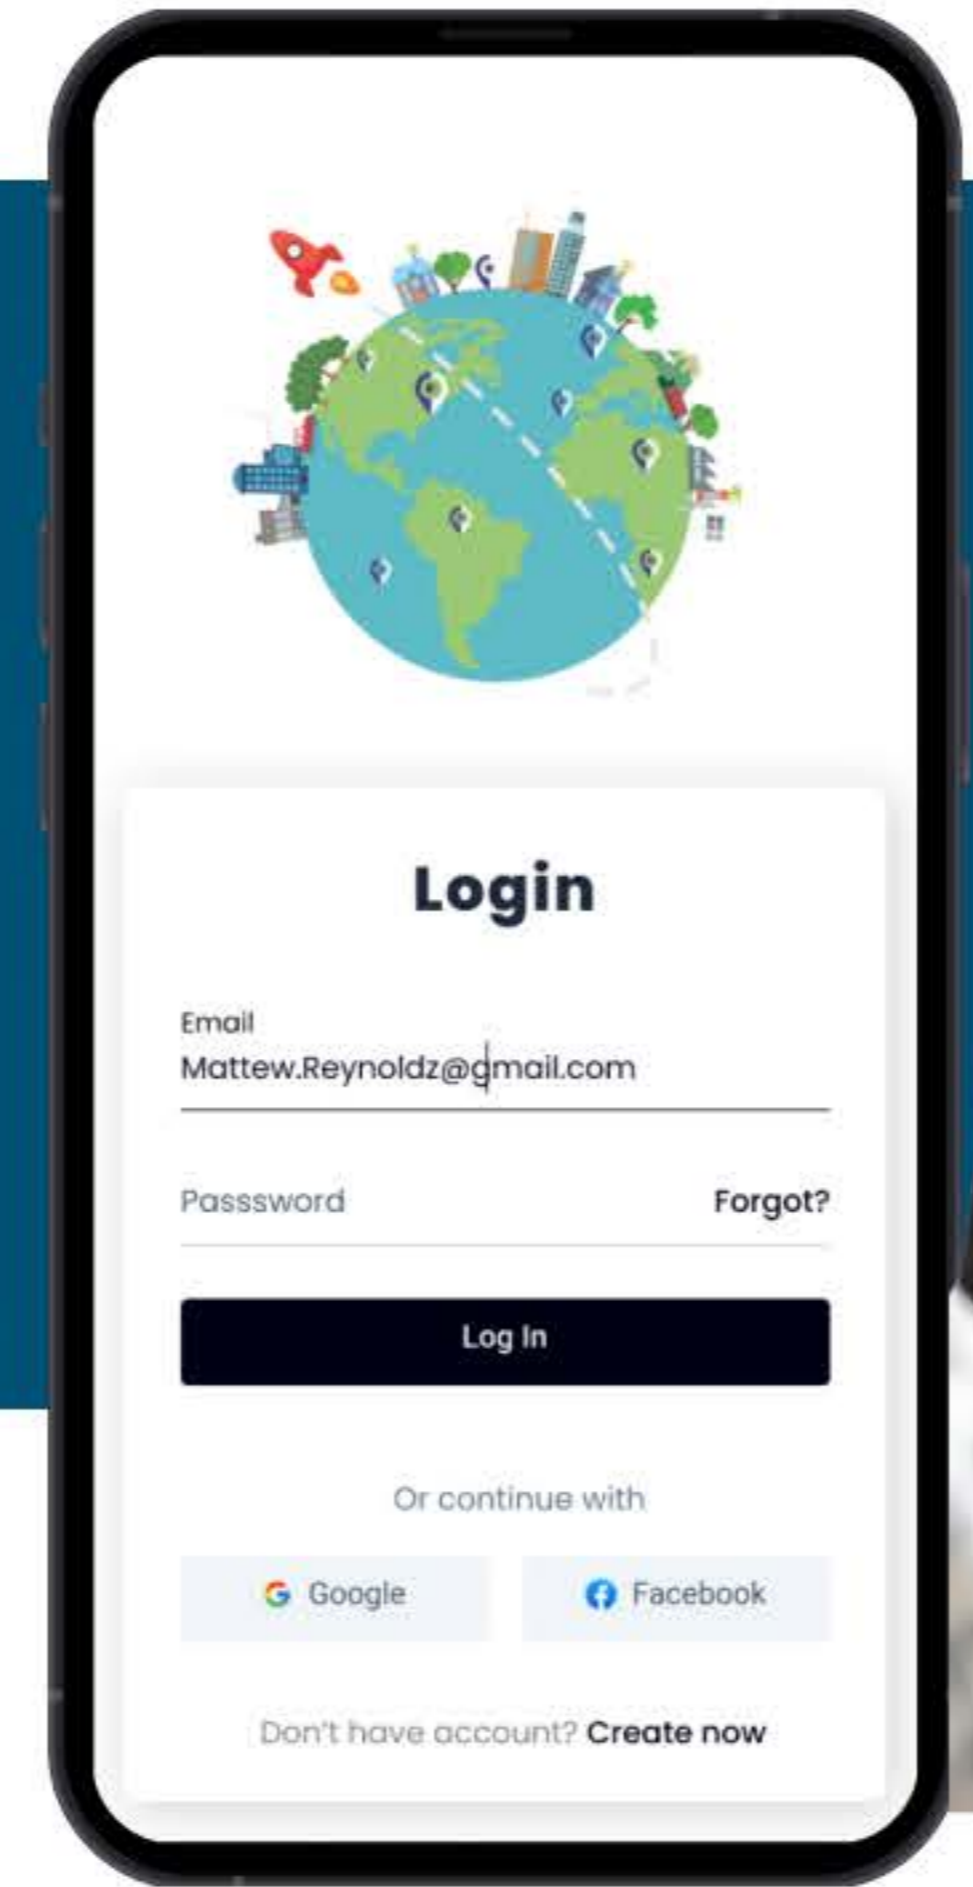 Login
Email
Mattew.Reynoldz@gmail.com
Passsword Forgot?
Log In
Or continue with
Google Facebook
Don't have account? Create now